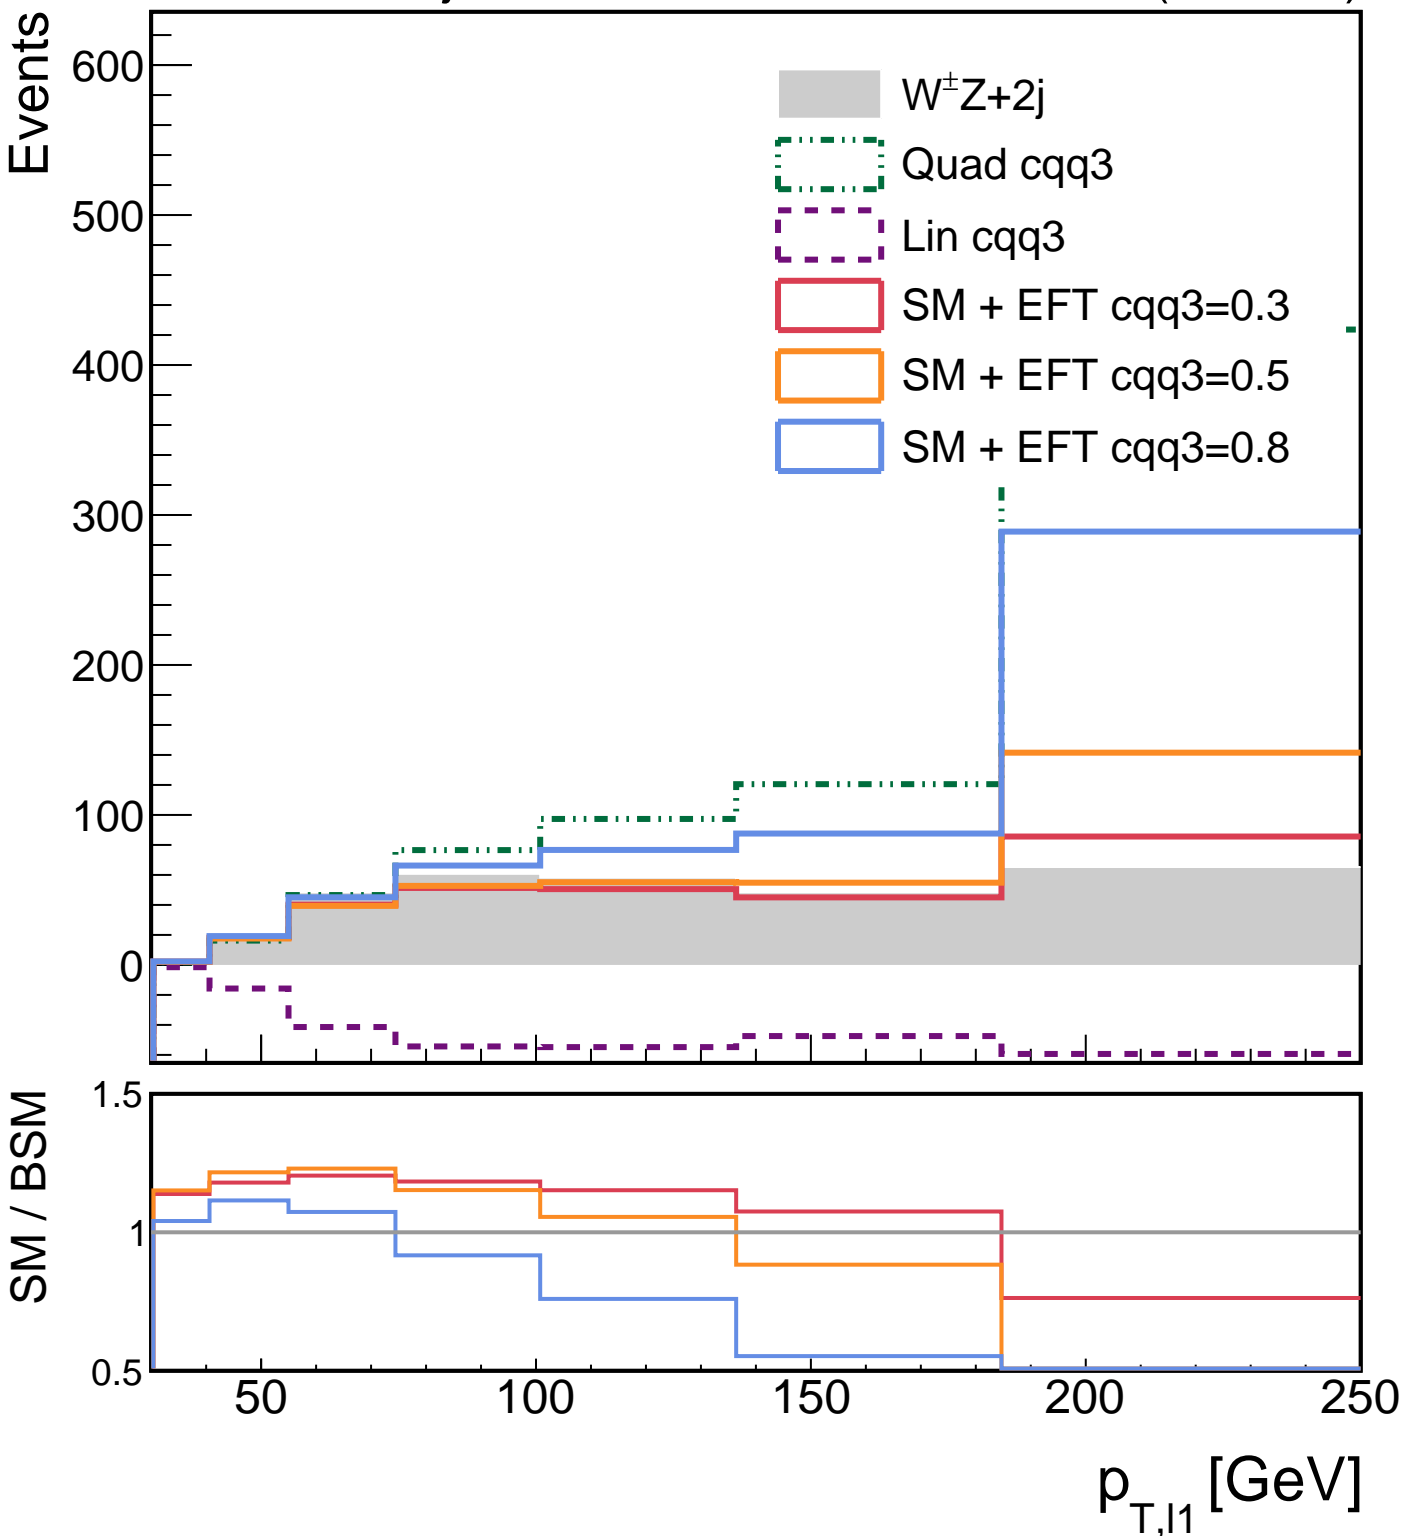 Events
600
500
400
300
200
100
0
W±Z+2j
Quad cqq3
Lin cqq3
SM + EFT cqq3=0.3
SM + EFT cqq3=0.5
SM + EFT cqq3=0.8
SM / BSM
1.5
1
0.5
50 100 150 200 250
p_T,l1 [GeV]